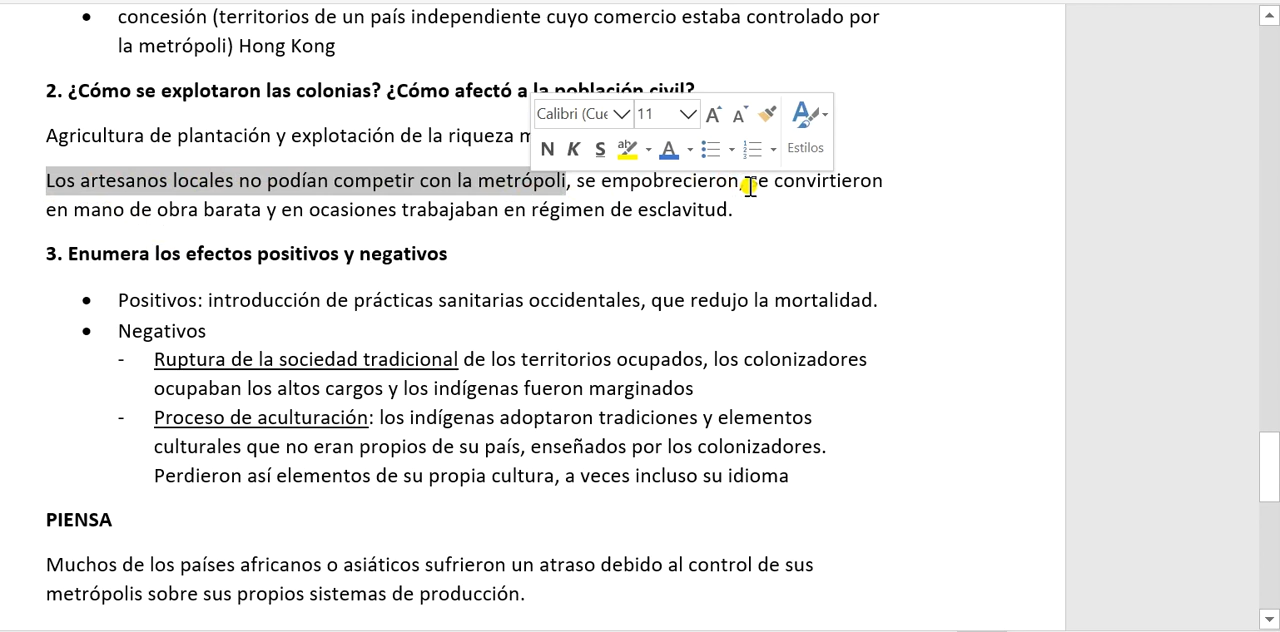 concesión (territorios de un país independiente cuyo comercio estaba controlado por
la metrópoli) Hong Kong
2. ¿Cómo se explotaron las colonias? ¿Cómo afectó a la población civil?
Calibri (Cue 11
Agricultura de plantación y explotación de la riqueza
N K S Estilos
Los artesanos locales no podían competir con la metrópoli, se empobrecieron, se convirtieron
en mano de obra barata y en ocasiones trabajaban en régimen de esclavitud.
3. Enumera los efectos positivos y negativos
Positivos: introducción de prácticas sanitarias occidentales, que redujo la mortalidad.
Negativos
- Ruptura de la sociedad tradicional de los territorios ocupados, los colonizadores
ocupaban los altos cargos y los indígenas fueron marginados
- Proceso de aculturación: los indígenas adoptaron tradiciones y elementos
culturales que no eran propios de su país, enseñados por los colonizadores.
Perdieron así elementos de su propia cultura, a veces incluso su idioma
PIENSA
Muchos de los países africanos o asiáticos sufrieron un atraso debido al control de sus
metrópolis sobre sus propios sistemas de producción.